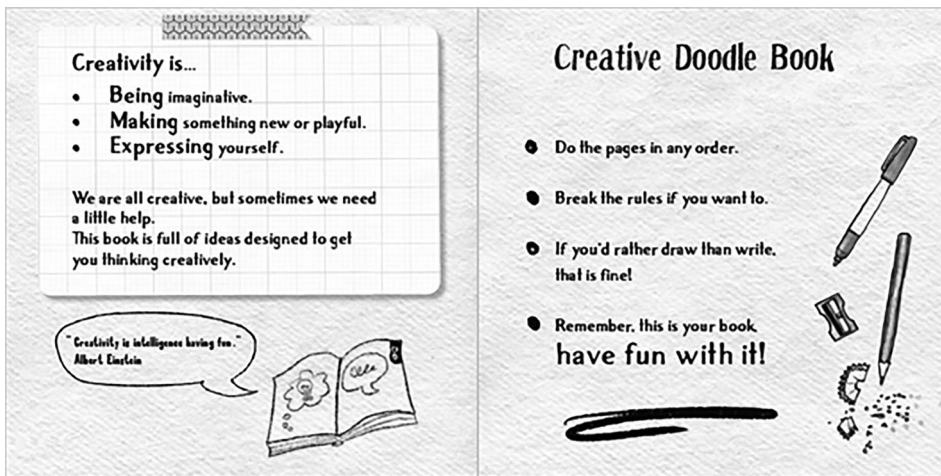 Creativity is...
• Being imaginative.
• Making something new or playful.
• Expressing yourself.
We are all creative, but sometimes we need
a little help.
This book is full of ideas designed to get
you thinking creatively.
"Creativity is intelligence having fun."
Albert Einstein
Creative Doodle Book
• Do the pages in any order.
• Break the rules if you want to.
• If you'd rather draw than write,
that is fine!
• Remember, this is your book,
have fun with it!